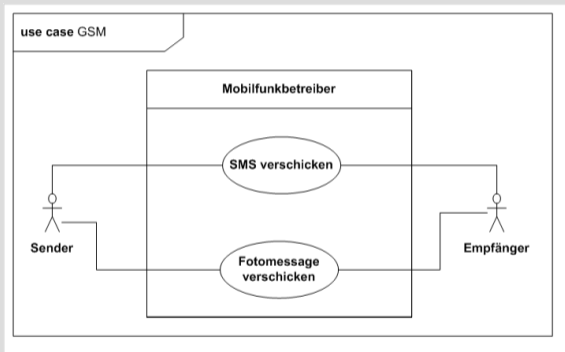 use case GSM
Mobilfunkbetreiber
SMS verschicken
Sender
Empfänger
Fotomessage
verschicken